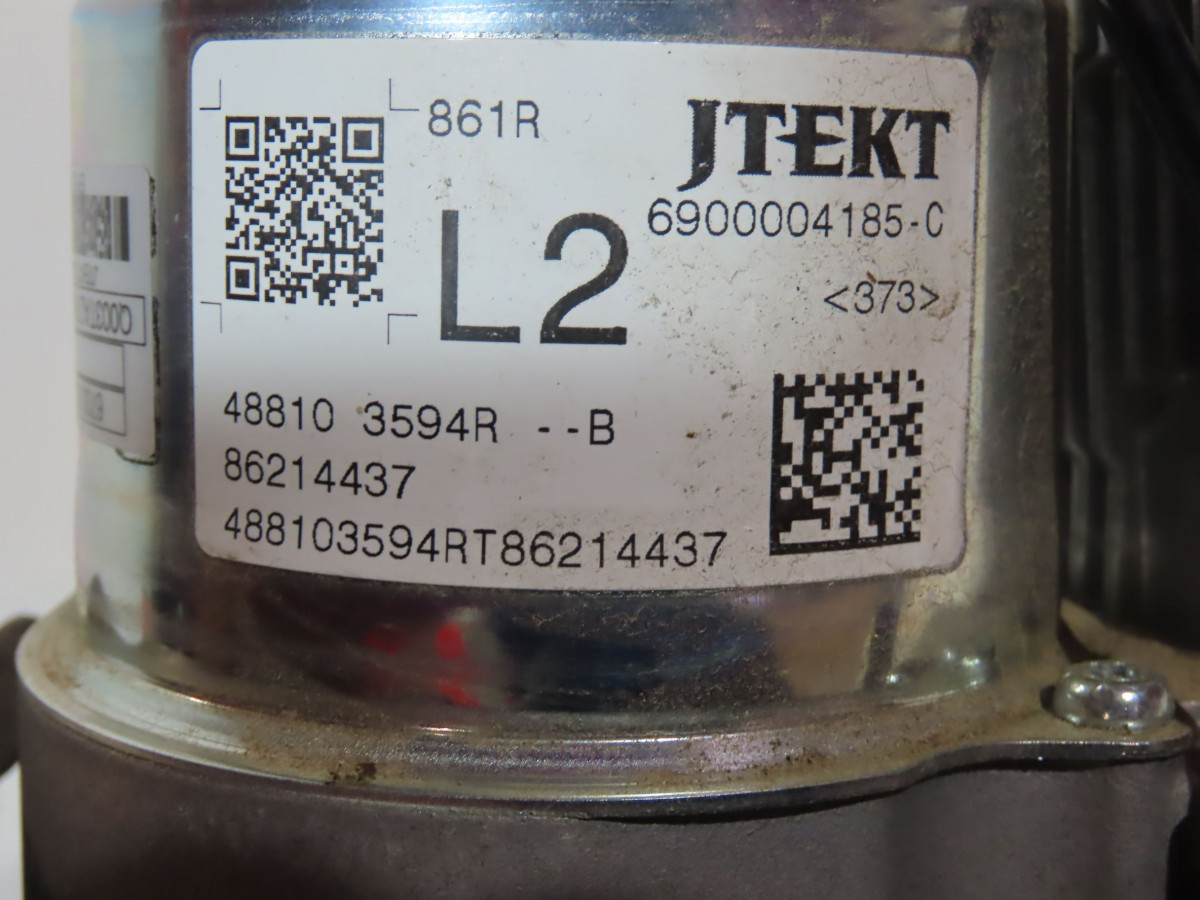 861R
JTEKT
6900004185-C
L2
<373>
48810 3594R --B
86214437
488103594RT86214437